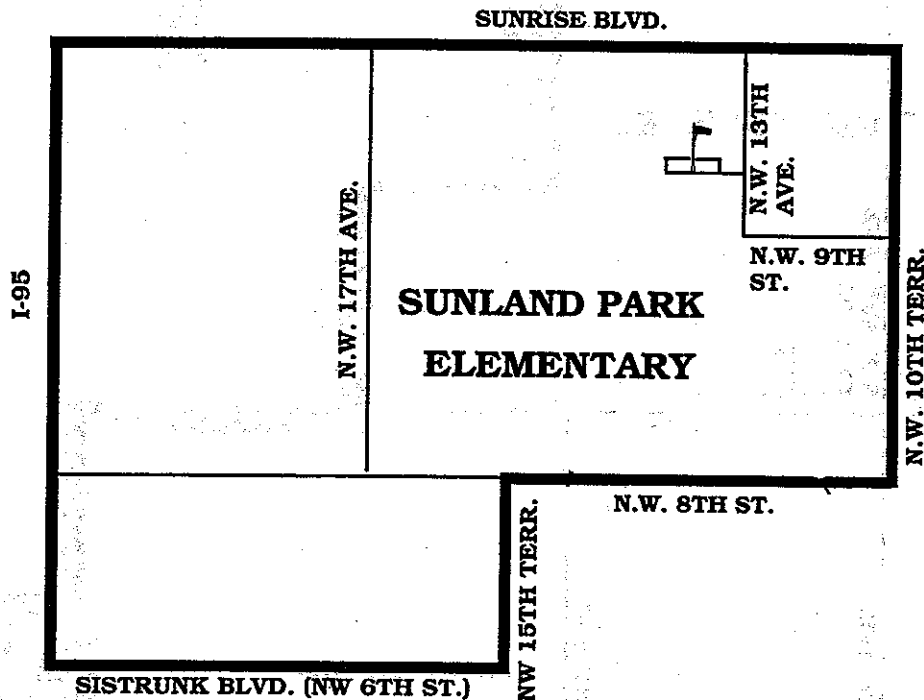 SUNRISE BLVD.
N.W. 13TH
AVE.
N.W. 17TH AVE.
I-95
N.W. 9TH
ST.
N.W. 10TH TERR.
SUNLAND PARK
ELEMENTARY
N.W. 8TH ST.
NW 15TH TERR.
SISTRUNK BLVD. (NW 6TH ST.)